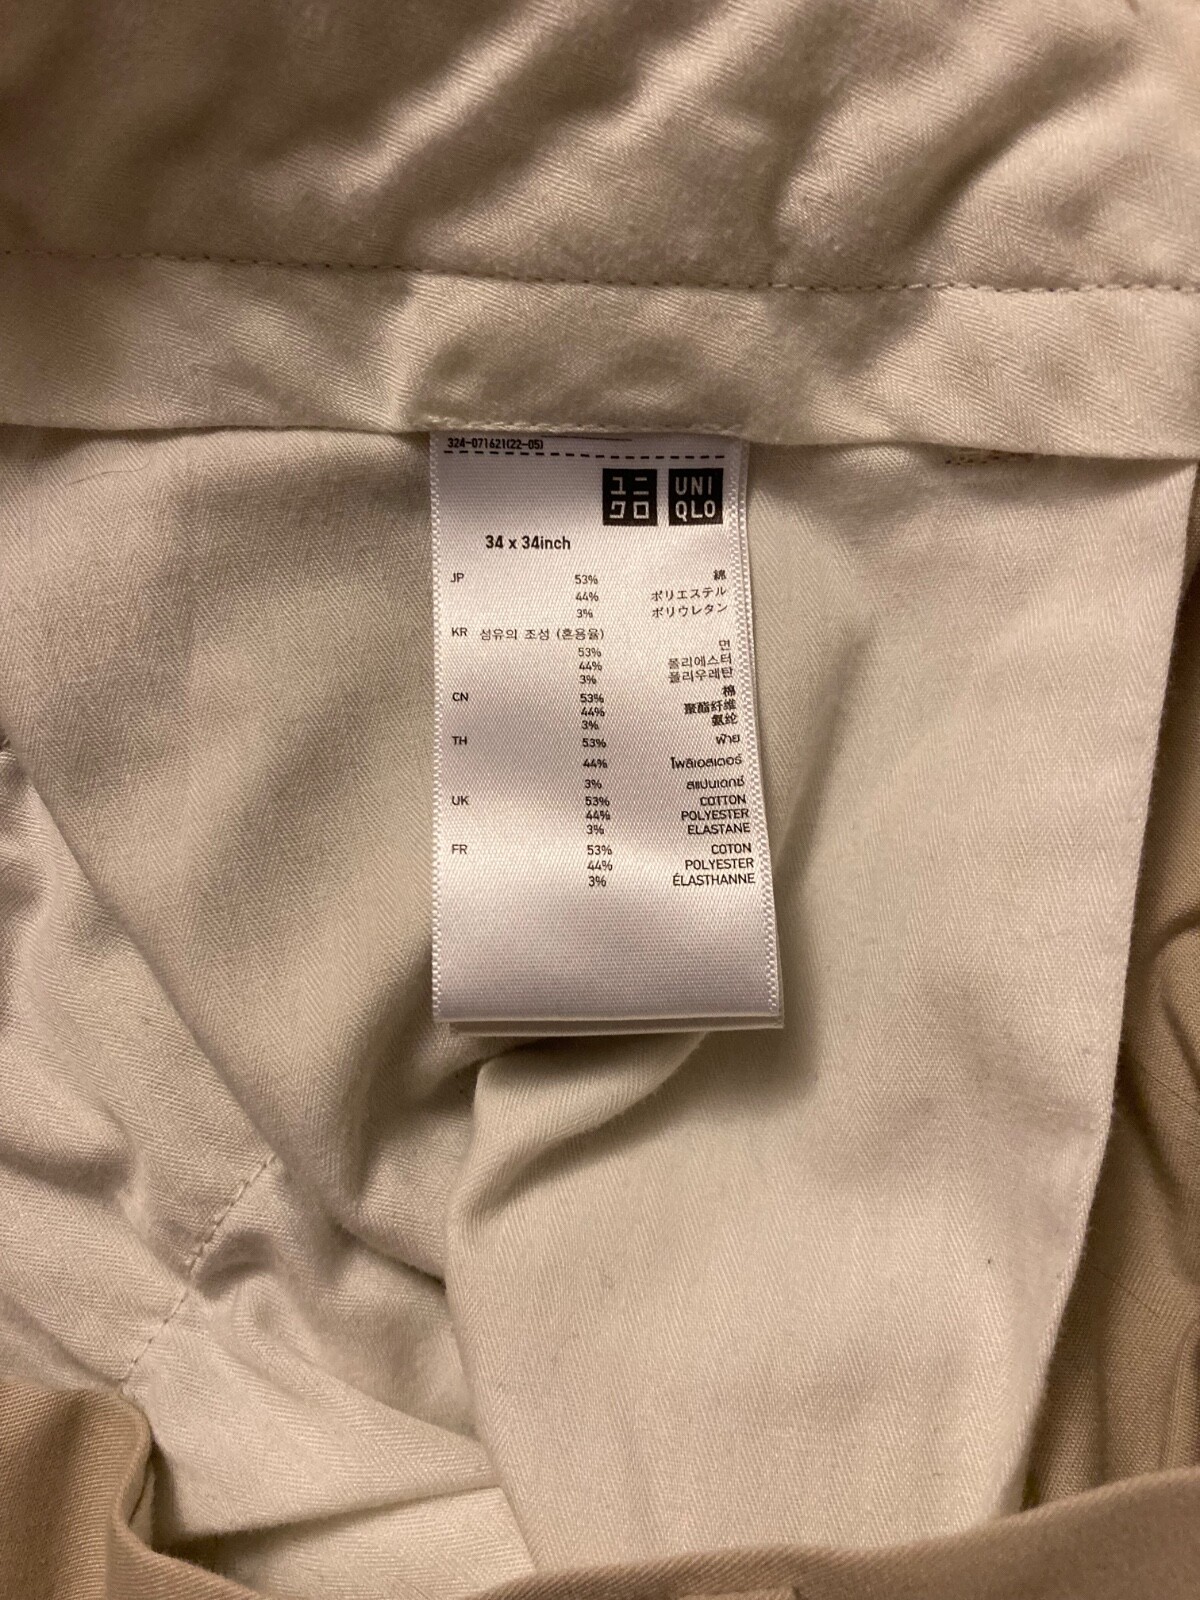 324-071621(22-05)
ユニ UNI
クロ QLO
34 x 34inch
JP 53% 綿
44% ポリエステル
3% ポリウレタン
KR 섬유의 조성 (혼용율)
53% 면
44% 폴리에스터
3% 폴리우레탄
CN 53% 棉
44% 聚酯纤维
3% 氨纶
TH 53% ฝ้าย
44% โพลิเอสเตอร์
3% สแปนเดกซ์
UK 53% COTTON
44% POLYESTER
3% ELASTANE
FR 53% COTON
44% POLYESTER
3% ÉLASTHANNE